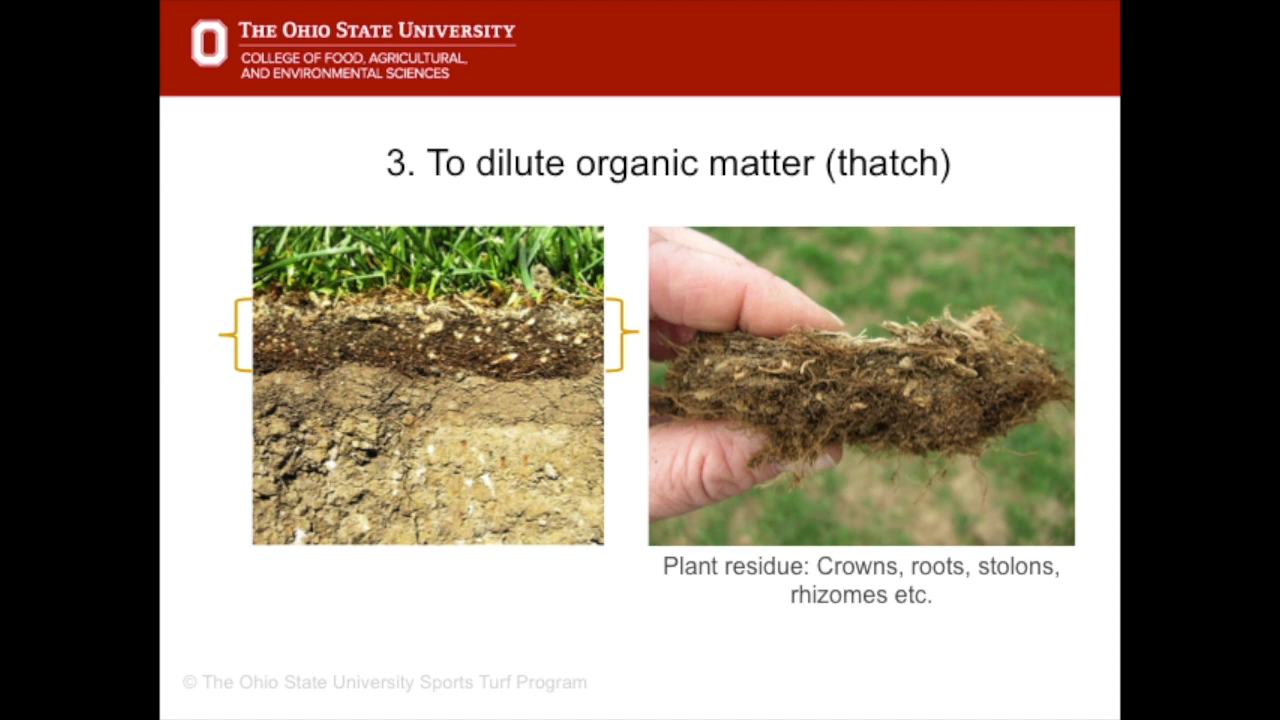 THE OHIO STATE UNIVERSITY
COLLEGE OF FOOD, AGRICULTURAL,
AND ENVIRONMENTAL SCIENCES
3. To dilute organic matter (thatch)
Plant residue: Crowns, roots, stolons,
rhizomes etc.
© The Ohio State University Sports Turf Program